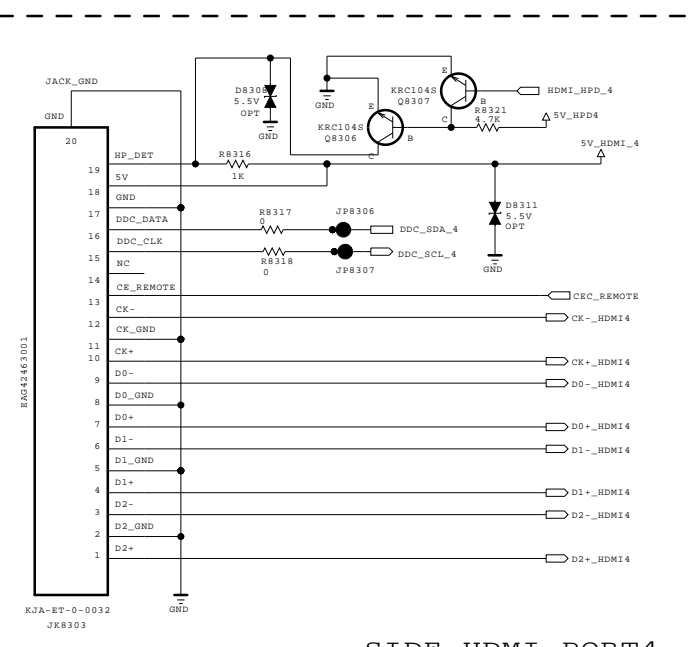 JACK_GND
GND
20
19
18
17
16
15
14
13
12
11
10
9
8
7
6
5
4
3
2
1
HP_DET
5V
GND
DDC_DATA
DDC_CLK
NC
CE_REMOTE
CK-
CK_GND
CK+
D0-
D0_GND
D0+
D1-
D1_GND
D1+
D2-
D2_GND
D2+
EAG42463001
KJA-ET-0-0032
JK8303
GND
R8316
1K
D8308
5.5V
OPT
GND
GND
E
KRC104S
Q8307
B
C
HDMI_HPD_4
R8321
4.7K
5V_HPD4
E
KRC104S
Q8306
B
C
5V_HDMI_4
D8311
5.5V
OPT
GND
R8317
0
JP8306
DDC_SDA_4
R8318
0
JP8307
DDC_SCL_4
CEC_REMOTE
CK-_HDMI4
CK+_HDMI4
D0-_HDMI4
D0+_HDMI4
D1-_HDMI4
D1+_HDMI4
D2-_HDMI4
D2+_HDMI4
SIDE HDMI PORT4